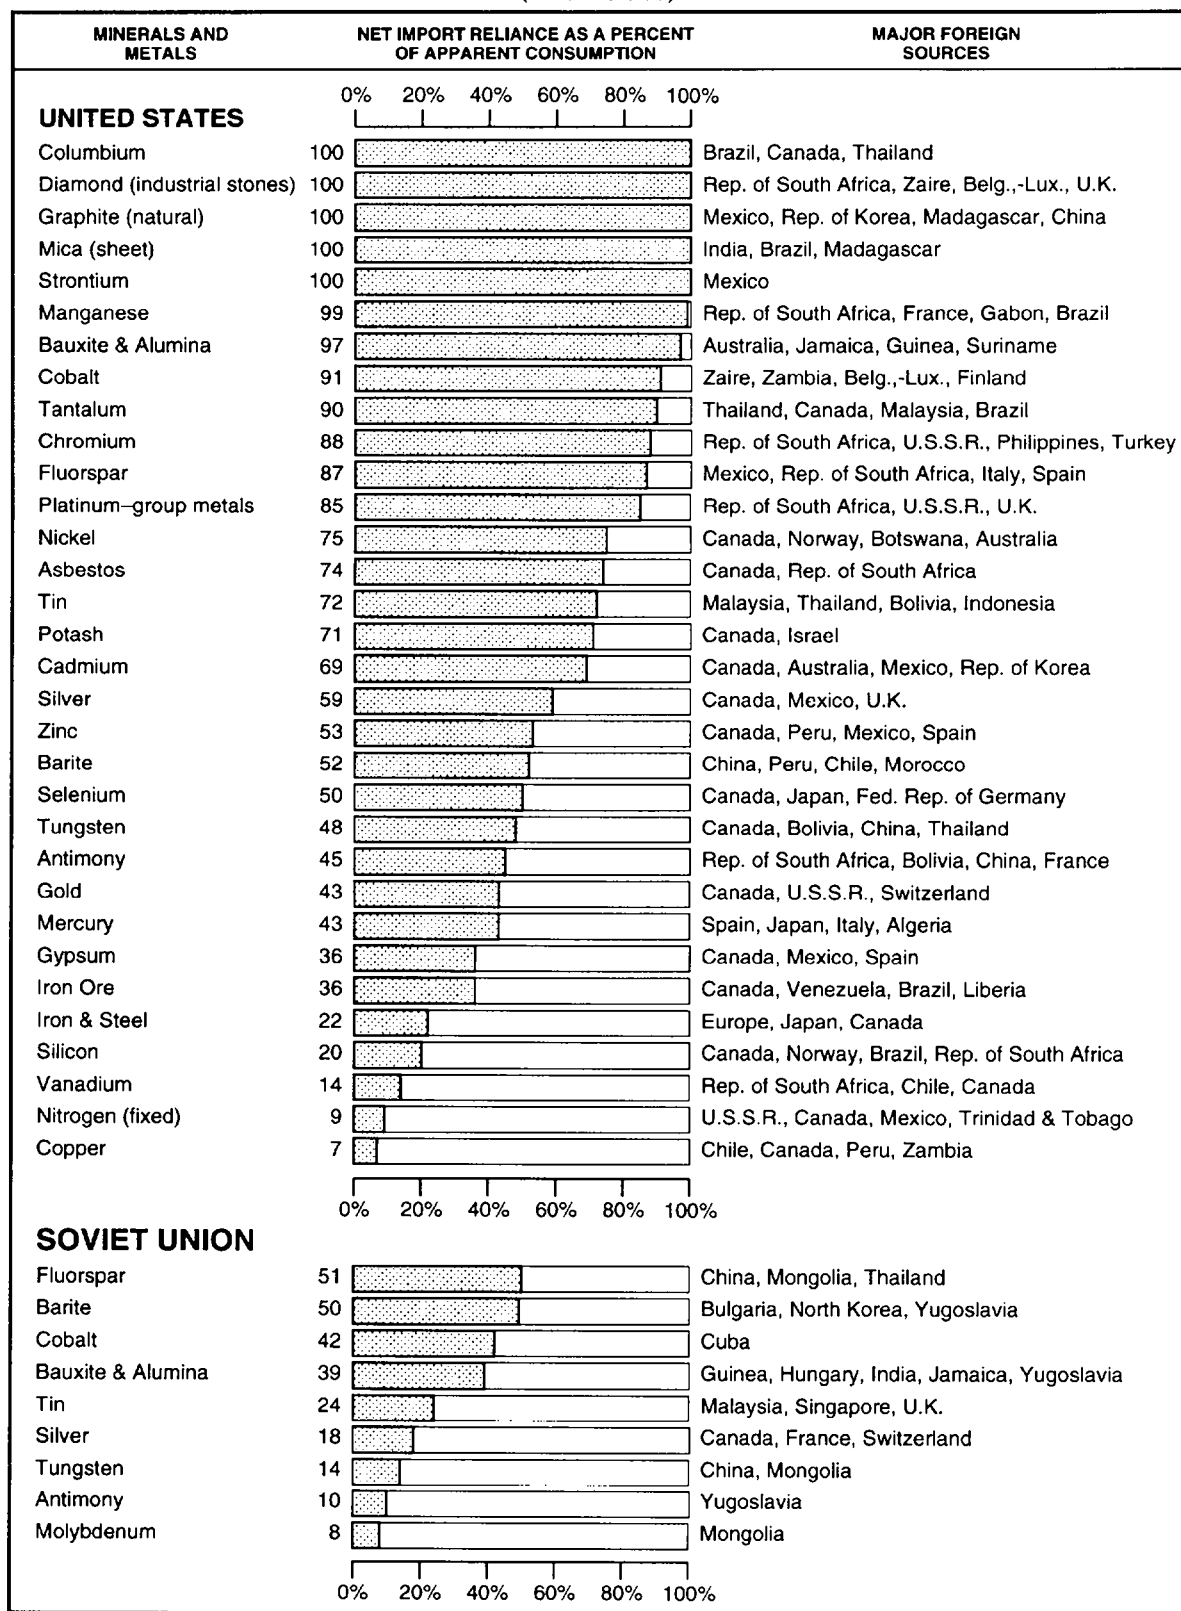 MINERALS AND METALS
NET IMPORT RELIANCE AS A PERCENT OF APPARENT CONSUMPTION
MAJOR FOREIGN SOURCES
0% 20% 40% 60% 80% 100%
UNITED STATES
Columbium 100 Brazil, Canada, Thailand
Diamond (industrial stones) 100 Rep. of South Africa, Zaire, Belg.,-Lux., U.K.
Graphite (natural) 100 Mexico, Rep. of Korea, Madagascar, China
Mica (sheet) 100 India, Brazil, Madagascar
Strontium 100 Mexico
Manganese 99 Rep. of South Africa, France, Gabon, Brazil
Bauxite & Alumina 97 Australia, Jamaica, Guinea, Suriname
Cobalt 91 Zaire, Zambia, Belg.,-Lux., Finland
Tantalum 90 Thailand, Canada, Malaysia, Brazil
Chromium 88 Rep. of South Africa, U.S.S.R., Philippines, Turkey
Fluorspar 87 Mexico, Rep. of South Africa, Italy, Spain
Platinum–group metals 85 Rep. of South Africa, U.S.S.R., U.K.
Nickel 75 Canada, Norway, Botswana, Australia
Asbestos 74 Canada, Rep. of South Africa
Tin 72 Malaysia, Thailand, Bolivia, Indonesia
Potash 71 Canada, Israel
Cadmium 69 Canada, Australia, Mexico, Rep. of Korea
Silver 59 Canada, Mexico, U.K.
Zinc 53 Canada, Peru, Mexico, Spain
Barite 52 China, Peru, Chile, Morocco
Selenium 50 Canada, Japan, Fed. Rep. of Germany
Tungsten 48 Canada, Bolivia, China, Thailand
Antimony 45 Rep. of South Africa, Bolivia, China, France
Gold 43 Canada, U.S.S.R., Switzerland
Mercury 43 Spain, Japan, Italy, Algeria
Gypsum 36 Canada, Mexico, Spain
Iron Ore 36 Canada, Venezuela, Brazil, Liberia
Iron & Steel 22 Europe, Japan, Canada
Silicon 20 Canada, Norway, Brazil, Rep. of South Africa
Vanadium 14 Rep. of South Africa, Chile, Canada
Nitrogen (fixed) 9 U.S.S.R., Canada, Mexico, Trinidad & Tobago
Copper 7 Chile, Canada, Peru, Zambia
0% 20% 40% 60% 80% 100%
SOVIET UNION
Fluorspar 51 China, Mongolia, Thailand
Barite 50 Bulgaria, North Korea, Yugoslavia
Cobalt 42 Cuba
Bauxite & Alumina 39 Guinea, Hungary, India, Jamaica, Yugoslavia
Tin 24 Malaysia, Singapore, U.K.
Silver 18 Canada, France, Switzerland
Tungsten 14 China, Mongolia
Antimony 10 Yugoslavia
Molybdenum 8 Mongolia
0% 20% 40% 60% 80% 100%